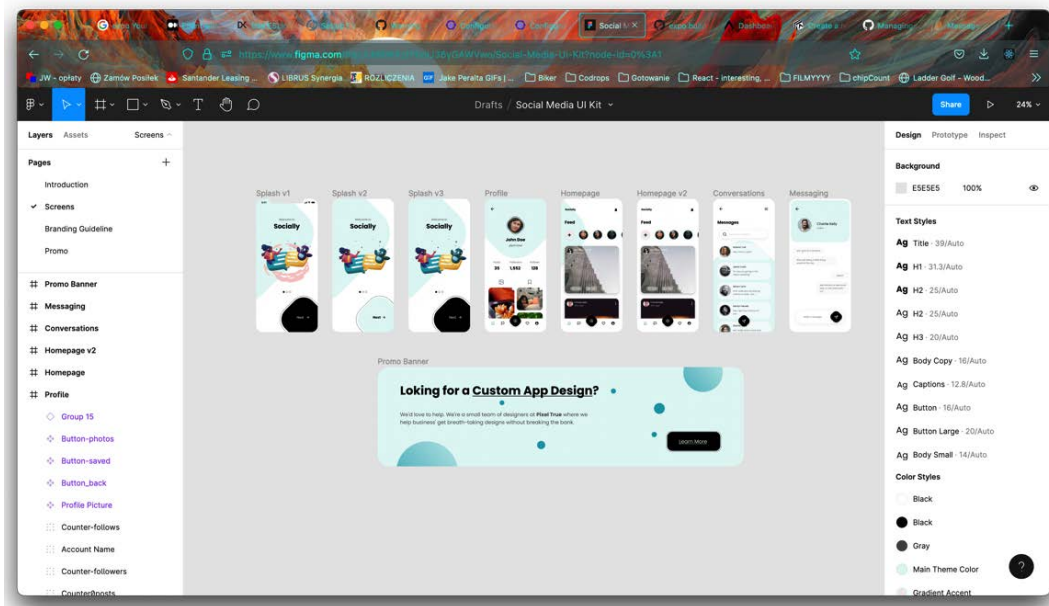 Social M
https://www.figma.com
JW - opłaty
Zamów Posiłek
Santander Leasing ...
LIBRUS Synergia
ROZLICZENIA
Jake Peralta GIFs | ...
Biker
Codrops
Gotowanie
React - interesting, ...
FILMYYYY
chipCount
Ladder Golf - Wood...
Drafts / Social Media UI Kit
Share
24%
Layers Assets Screens
Design Prototype Inspect
Pages
Introduction
Screens
Branding Guideline
Promo
Promo Banner
Messaging
Conversations
Homepage v2
Homepage
Profile
Group 15
Button-photos
Button-saved
Button_back
Profile Picture
Counter-follows
Account Name
Counter-followers
Counter0posts
Splash v1 Splash v2 Splash v3 Profile Homepage Homepage v2 Conversations Messaging
Socially
Socially
Socially
John Doe
Feed
Feed
Messages
Promo Banner
Loking for a Custom App Design?
We'd love to help. We're a small team of designers at Pixel True where we
help business' get breath-taking designs without breaking the bank.
Learn More
Background
E5E5E5 100%
Text Styles
Ag Title · 39/Auto
Ag H1 · 31.3/Auto
Ag H2 · 25/Auto
Ag H2 · 25/Auto
Ag H3 · 20/Auto
Ag Body Copy · 16/Auto
Ag Captions · 12.8/Auto
Ag Button · 16/Auto
Ag Button Large · 20/Auto
Ag Body Small · 14/Auto
Color Styles
Black
Black
Gray
Main Theme Color
Gradient Accent
?